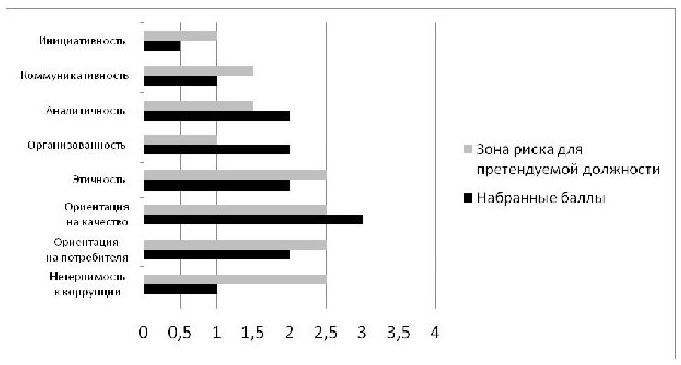 Инициативность
Коммуникативность
Аналитичность
Организованность
Этичность
Ориентация
на качество
Ориентация
на потребителя
Нетерпимость
к коррупции
0 0,5 1 1,5 2 2,5 3 3,5 4
Зона риска для
претендуемой должности
Набранные баллы